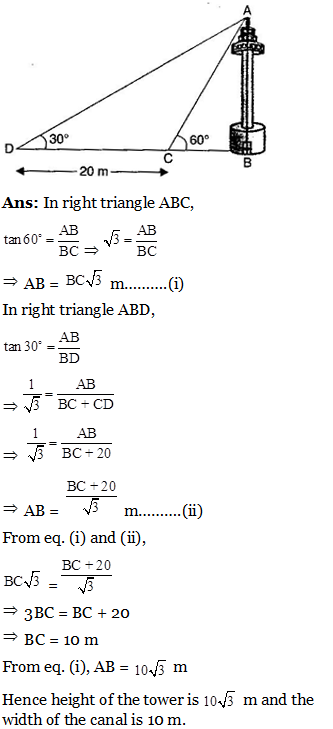 A
30°
60°
D
C
B
20 m
Ans: In right triangle ABC,
tan60° = AB/BC ⇒ √3 = AB/BC
⇒ AB = BC√3 m..........(i)
In right triangle ABD,
tan 30° = AB/BD
⇒ 1/√3 = AB/BC + CD
⇒ 1/√3 = AB/BC + 20
⇒ AB = BC + 20/√3 m..........(ii)
From eq. (i) and (ii),
BC√3 = BC + 20/√3
⇒ 3BC = BC + 20
⇒ BC = 10 m
From eq. (i), AB = 10√3 m
Hence height of the tower is 10√3 m and the
width of the canal is 10 m.